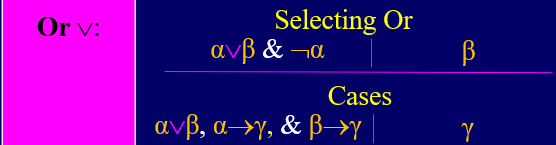 Or ∨:
Selecting Or
α∨β & ¬α | β
Cases
α∨β, α→γ, & β→γ | γ